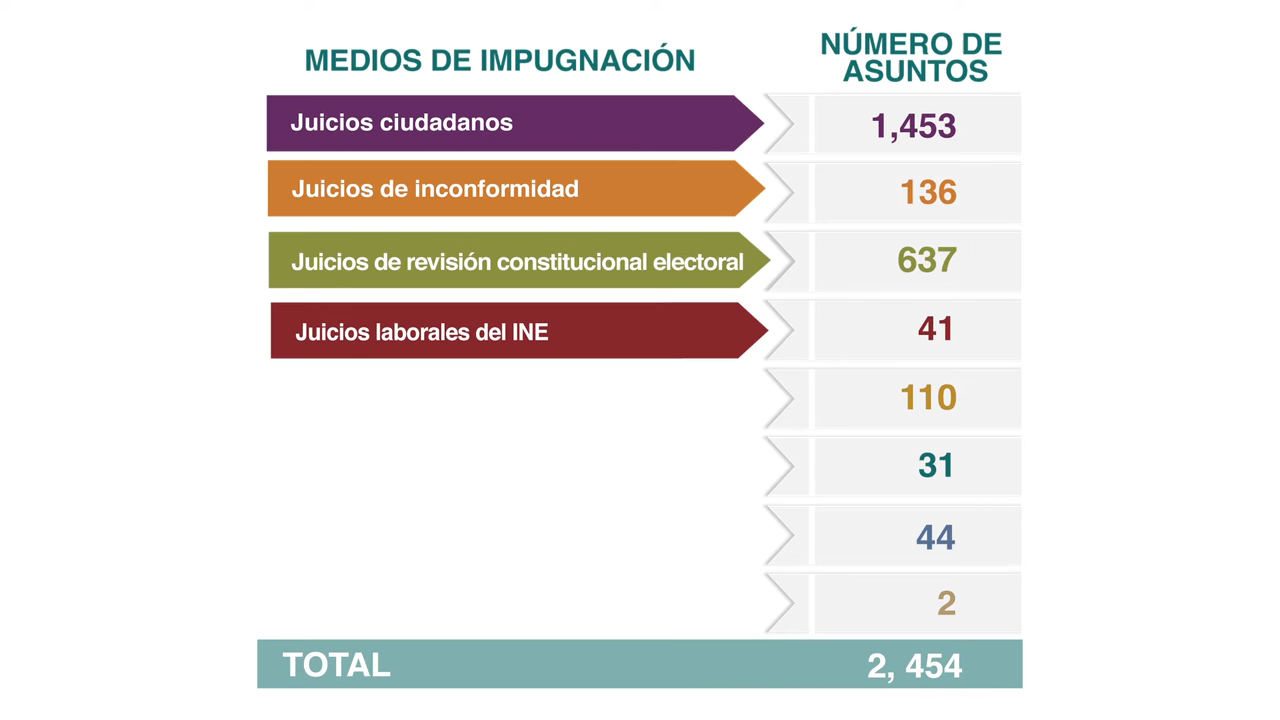 MEDIOS DE IMPUGNACIÓN
NÚMERO DE
ASUNTOS
Juicios ciudadanos 1,453
Juicios de inconformidad 136
Juicios de revisión constitucional electoral 637
Juicios laborales del INE 41
110
31
44
2
TOTAL 2, 454